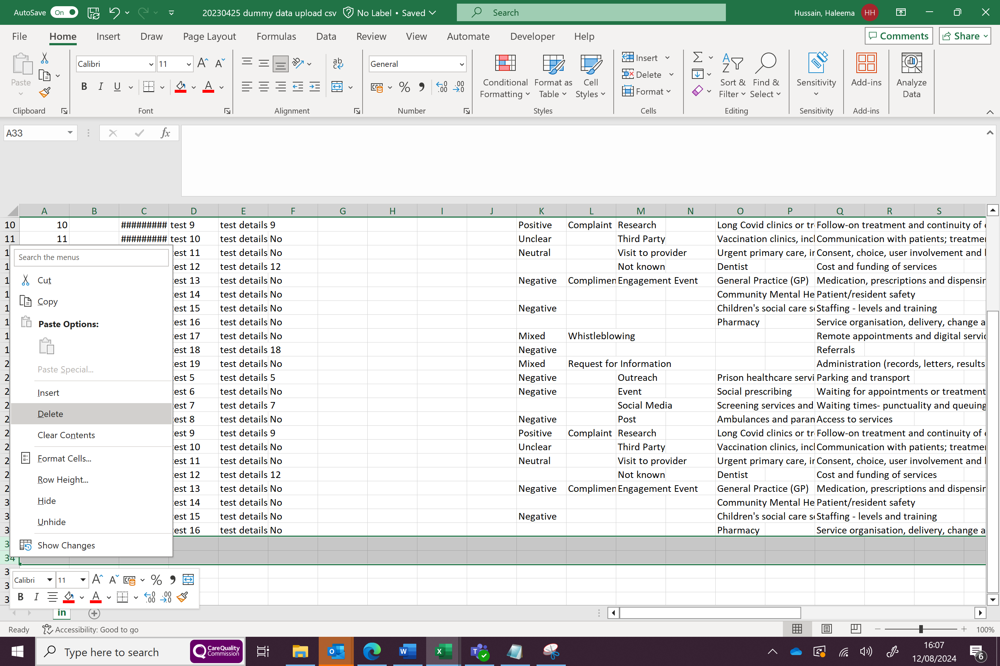 AutoSave On 20230425 dummy data upload csv No Label • Saved Search Hussain, Haleema HH
File Home Insert Draw Page Layout Formulas Data Review View Automate Developer Help Comments Share
Paste Calibri 11 General Conditional Formatting Format as Table Cell Styles Insert Delete Format Sort & Filter Find & Select Sensitivity Add-ins Analyze Data
Clipboard Font Alignment Number Styles Cells Editing Sensitivity Add-ins
A33 fx
A B C D E F G H I J K L M N O P Q R S
10 10 ######### test 9 test details 9 Positive Complaint Research Long Covid clinics or tr Follow-on treatment and continuity of
11 11 ######### test 10 test details No Unclear Third Party Vaccination clinics, incl Communication with patients; treatme
1 est 11 test details No Neutral Visit to provider Urgent primary care, ir Consent, choice, user involvement and
1 est 12 test details 12 Not known Dentist Cost and funding of services
1 est 13 test details No Negative Complimen Engagement Event General Practice (GP) Medication, prescriptions and dispensir
1 est 14 test details No Community Mental He Patient/resident safety
1 est 15 test details No Negative Children's social care s Staffing - levels and training
1 est 16 test details No Pharmacy Service organisation, delivery, change a
1 est 17 test details No Mixed Whistleblowing Remote appointments and digital servic
1 est 18 test details 18 Negative Referrals
2 est 19 test details No Mixed Request for Information Administration (records, letters, results
2 est 5 test details 5 Negative Outreach Prison healthcare servi Parking and transport
2 est 6 test details No Negative Event Social prescribing Waiting for appointments or treatment
2 est 7 test details 7 Social Media Screening services and Waiting times- punctuality and queuing
2 est 8 test details No Negative Post Ambulances and paran Access to services
2 est 9 test details 9 Positive Complaint Research Long Covid clinics or tr Follow-on treatment and continuity of
2 est 10 test details No Unclear Third Party Vaccination clinics, incl Communication with patients; treatme
2 est 11 test details No Neutral Visit to provider Urgent primary care, ir Consent, choice, user involvement and
2 est 12 test details 12 Not known Dentist Cost and funding of services
2 est 13 test details No Negative Complimen Engagement Event General Practice (GP) Medication, prescriptions and dispensir
3 est 14 test details No Community Mental He Patient/resident safety
3 est 15 test details No Negative Children's social care s Staffing - levels and training
3 est 16 test details No Pharmacy Service organisation, delivery, change a
3
34
3
3
3
Search the menus
Cut
Copy
Paste Options:
Paste Special...
Insert
Delete
Clear Contents
Format Cells...
Row Height...
Hide
Unhide
Show Changes
Calibri 11 A A % 9
B I A .00 .00
in
Ready Accessibility: Good to go 100%
Type here to search CareQuality Commission 16:07
12/08/2024 6